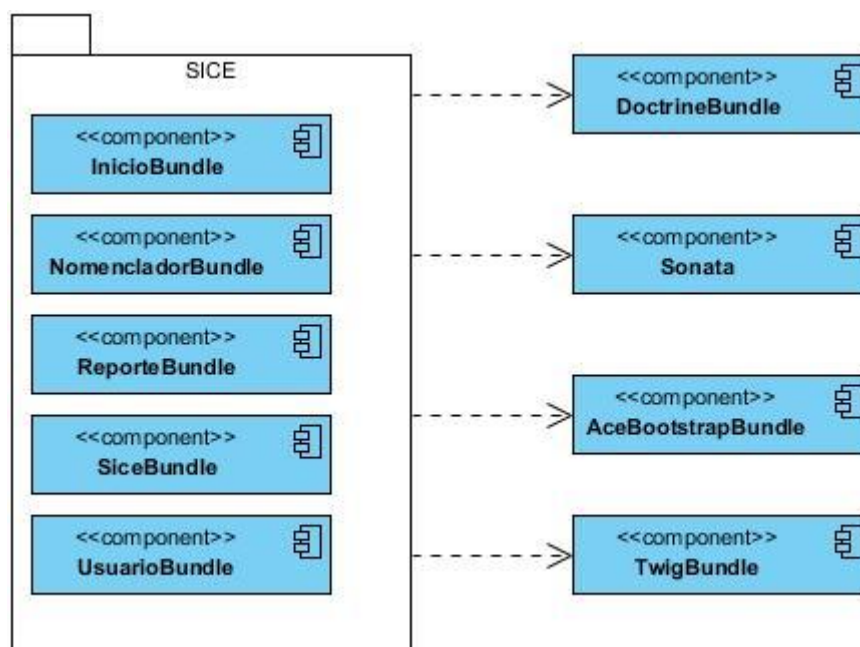 SICE
<<component>>
InicioBundle
<<component>>
NomencladorBundle
<<component>>
ReporteBundle
<<component>>
SiceBundle
<<component>>
UsuarioBundle
<<component>>
DoctrineBundle
<<component>>
Sonata
<<component>>
AceBootstrapBundle
<<component>>
TwigBundle